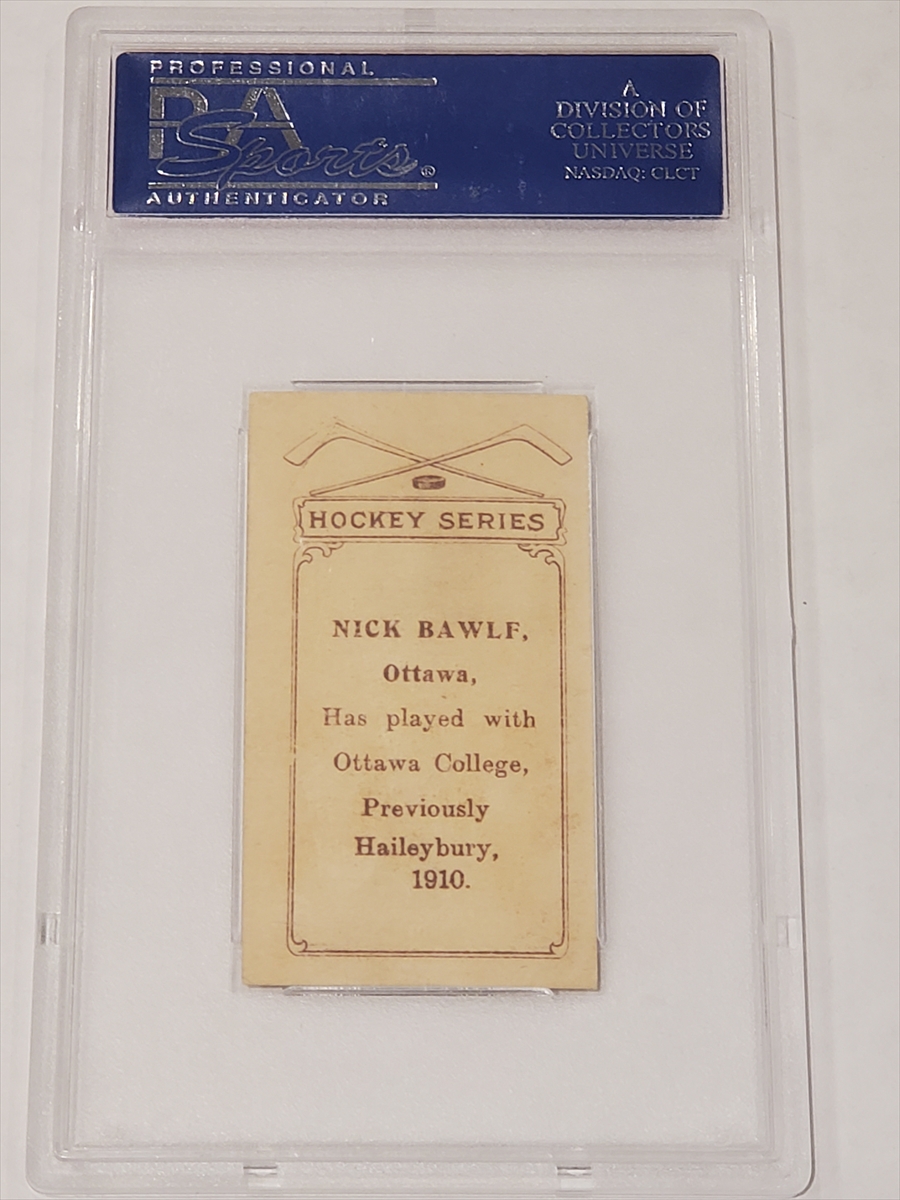 PROFESSIONAL
PSA
Sports®
AUTHENTICATOR
A
DIVISION OF
COLLECTORS
UNIVERSE
NASDAQ: CLCT
HOCKEY SERIES
NICK BAWLF,
Ottawa,
Has played with
Ottawa College,
Previously
Haileybury,
1910.